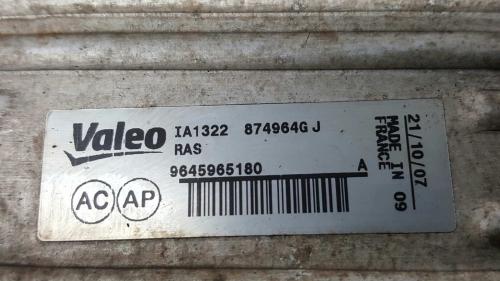 Valeo IA1322 874964G J
RAS
9645965180 A
AC AP
21/10/07
MADE IN 09
FRANCE